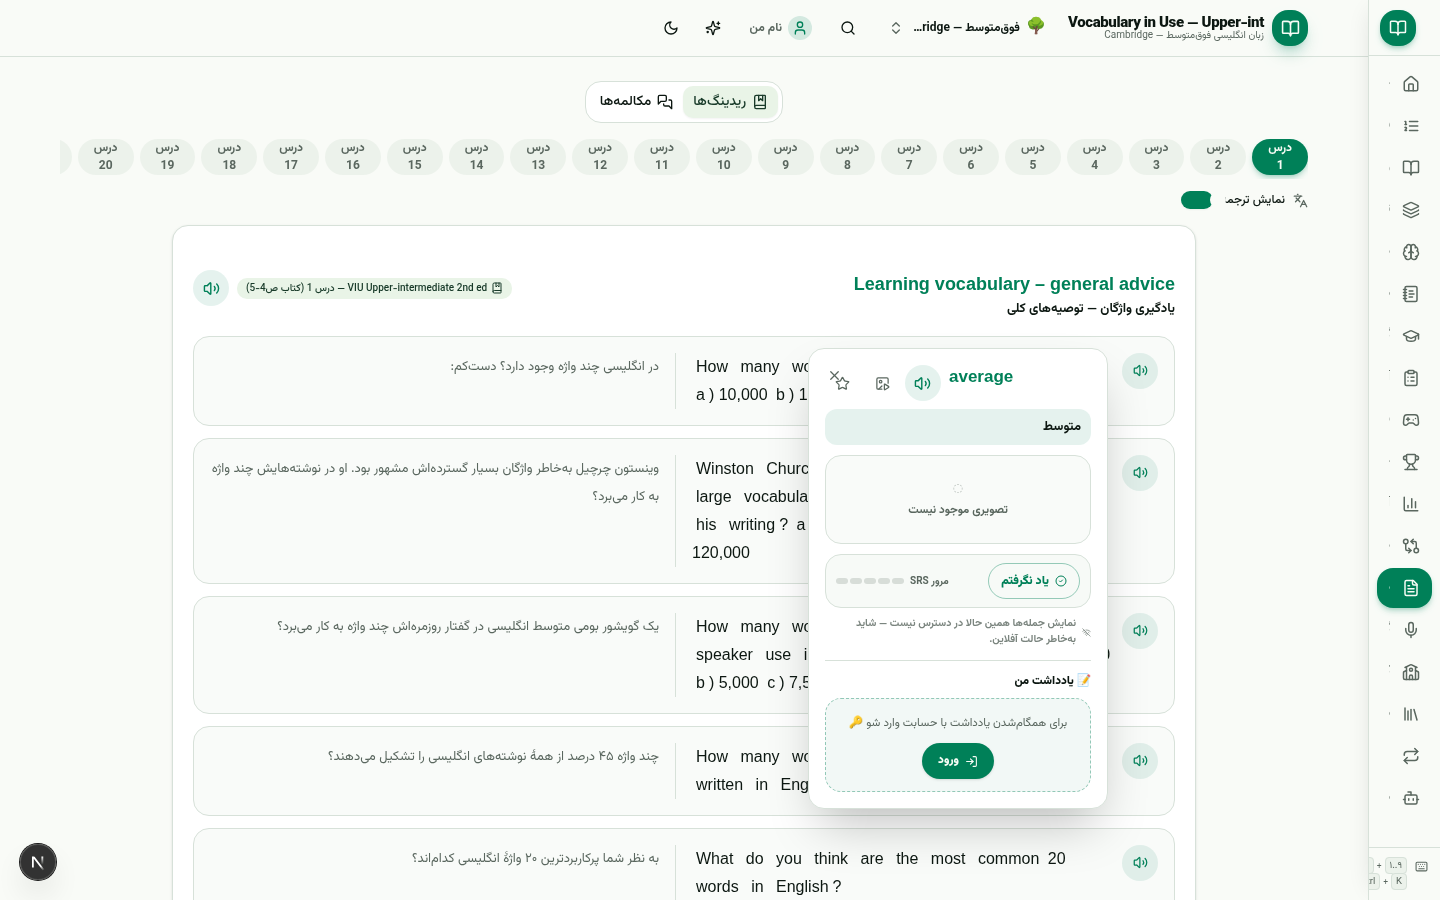 Vocabulary in Use — Upper-int
زبان انگلیسی فوق‌متوسط — Cambridge
فوق‌متوسط — ridge...
نام من
ریدینگ‌ها
مکالمه‌ها
درس 1
درس 2
درس 3
درس 4
درس 5
درس 6
درس 7
درس 8
درس 9
درس 10
درس 11
درس 12
درس 13
درس 14
درس 15
درس 16
درس 17
درس 18
درس 19
درس 20
نمایش ترجمـ
Learning vocabulary – general advice
یادگیری واژگان — توصیه‌های کلی
VIU Upper-intermediate 2nd ed — درس 1 (کتاب ص4-5)
How many wo
a ) 10,000 b ) 1
در انگلیسی چند واژه وجود دارد؟ دست‌کم:
Winston Churc
large vocabula
his writing ? a
120,000
وینستون چرچیل به‌خاطر واژگان بسیار گسترده‌اش مشهور بود. او در نوشته‌هایش چند واژه
به کار می‌برد؟
How many wo
speaker use i
b ) 5,000 c ) 7,5
یک گویشور بومی متوسط انگلیسی در گفتار روزمره‌اش چند واژه به کار می‌برد؟
How many wo
written in Eng
چند واژه ۴۵ درصد از همهٔ نوشته‌های انگلیسی را تشکیل می‌دهند؟
What do you think are the most common 20
words in English ?
به نظر شما پرکاربردترین ۲۰ واژهٔ انگلیسی کدام‌اند؟
average
متوسط
تصویری موجود نیست
یاد نگرفتم
مرور SRS
نمایش جمله‌ها همین حالا در دسترس نیست — شاید
به‌خاطر حالت آفلاین.
یادداشت من
برای همگام‌شدن یادداشت با حسابت وارد شو
ورود
N
۱..۹ +
K + trl